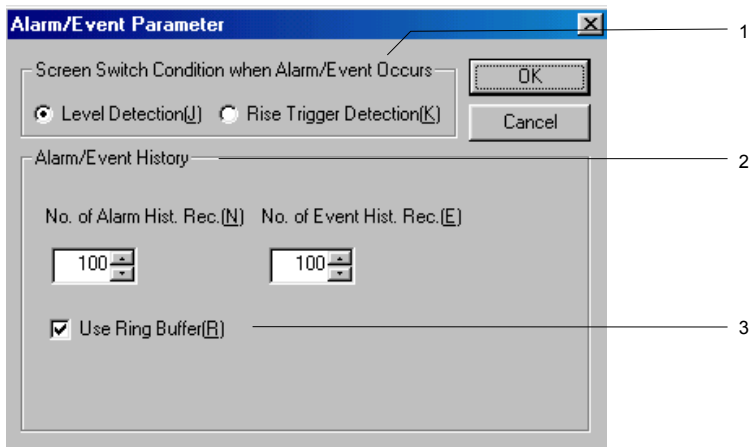 Alarm/Event Parameter
1
Screen Switch Condition when Alarm/Event Occurs
OK
Level Detection(J) Rise Trigger Detection(K)
Cancel
Alarm/Event History
2
No. of Alarm Hist. Rec.(N) No. of Event Hist. Rec.(E)
100 100
Use Ring Buffer(R)
3